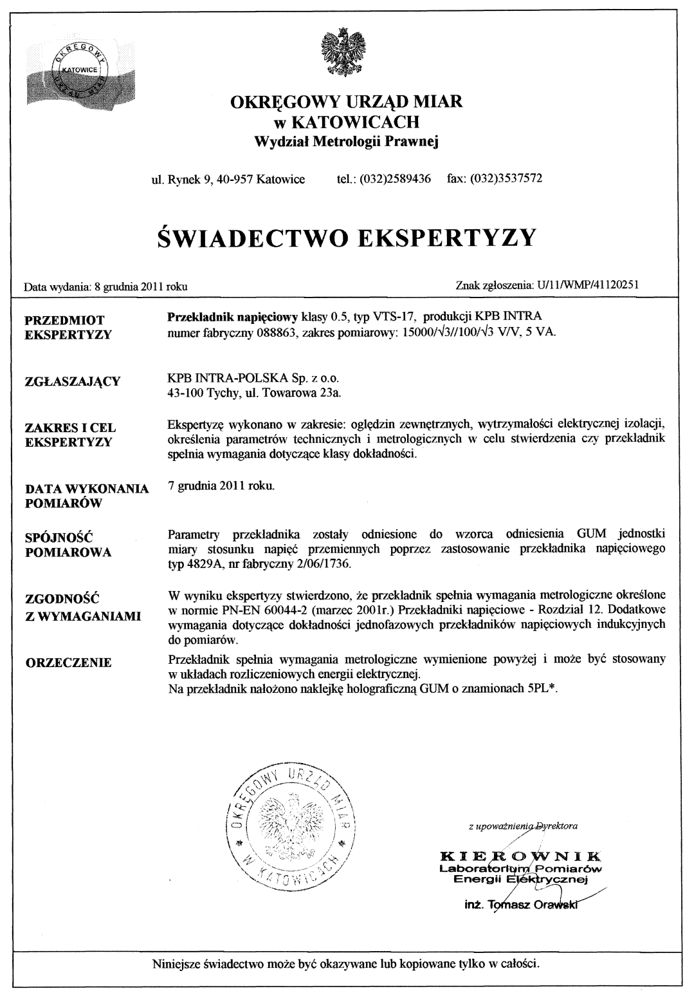 OKRĘGOWY
KATOWICE
URZĄD MIAR
OKRĘGOWY URZĄD MIAR
w KATOWICACH
Wydział Metrologii Prawnej
ul. Rynek 9, 40-957 Katowice tel.: (032)2589436 fax: (032)3537572
ŚWIADECTWO EKSPERTYZY
Data wydania: 8 grudnia 2011 roku Znak zgłoszenia: U/11/WMP/41120251
PRZEDMIOT
EKSPERTYZY
Przekładnik napięciowy klasy 0.5, typ VTS-17, produkcji KPB INTRA
numer fabryczny 088863, zakres pomiarowy: 15000/√3//100/√3 V/V, 5 VA.
ZGŁASZAJĄCY
KPB INTRA-POLSKA Sp. z o.o.
43-100 Tychy, ul. Towarowa 23a.
ZAKRES I CEL
EKSPERTYZY
Ekspertyzę wykonano w zakresie: oględzin zewnętrznych, wytrzymałości elektrycznej izolacji,
określenia parametrów technicznych i metrologicznych w celu stwierdzenia czy przekładnik
spełnia wymagania dotyczące klasy dokładności.
DATA WYKONANIA
POMIARÓW
7 grudnia 2011 roku.
SPÓJNOŚĆ
POMIAROWA
Parametry przekładnika zostały odniesione do wzorca odniesienia GUM jednostki
miary stosunku napięć przemiennych poprzez zastosowanie przekładnika napięciowego
typ 4829A, nr fabryczny 2/06/1736.
ZGODNOŚĆ
Z WYMAGANIAMI
W wyniku ekspertyzy stwierdzono, że przekładnik spełnia wymagania metrologiczne określone
w normie PN-EN 60044-2 (marzec 2001r.) Przekładniki napięciowe - Rozdział 12. Dodatkowe
wymagania dotyczące dokładności jednofazowych przekładników napięciowych indukcyjnych
do pomiarów.
ORZECZENIE
Przekładnik spełnia wymagania metrologiczne wymienione powyżej i może być stosowany
w układach rozliczeniowych energii elektrycznej.
Na przekładnik nałożono naklejkę holograficzną GUM o znamionach 5PL*.
* OKRĘGOWY URZĄD MIAR *
W KATOWICACH
z upoważnienia Dyrektora
KIEROWNIK
Laboratorium Pomiarów
Energii Elektrycznej
inż. Tomasz Orawski
Niniejsze świadectwo może być okazywane lub kopiowane tylko w całości.